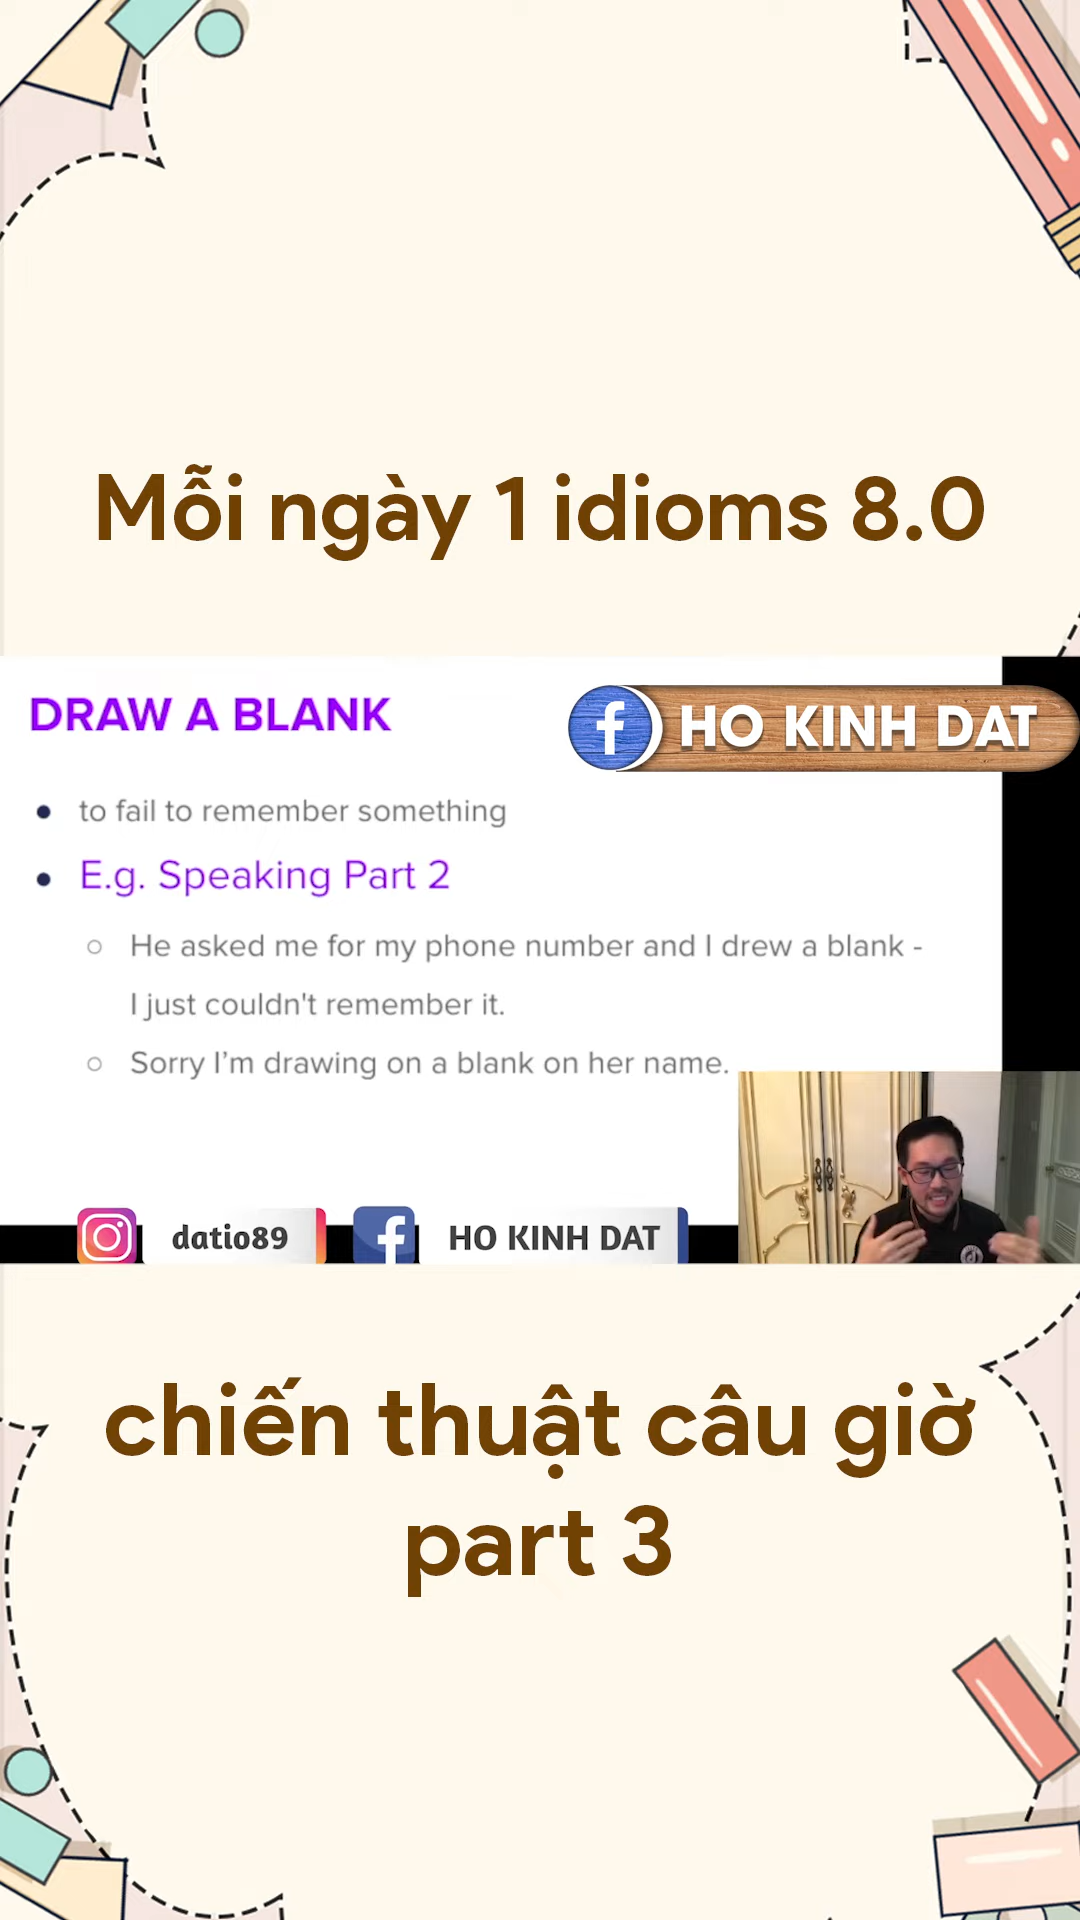 Mỗi ngày 1 idioms 8.0
DRAW A BLANK
HO KINH DAT
to fail to remember something
E.g. Speaking Part 2
He asked me for my phone number and I drew a blank -
I just couldn't remember it.
Sorry I'm drawing on a blank on her name.
datio89
HO KINH DAT
chiến thuật câu giờ
part 3